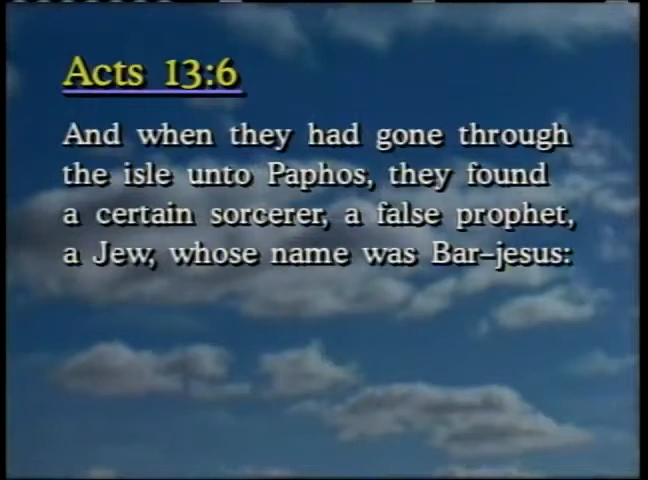 Acts 13:6
And when they had gone through
the isle unto Paphos, they found
a certain sorcerer, a false prophet,
a Jew, whose name was Bar-jesus: